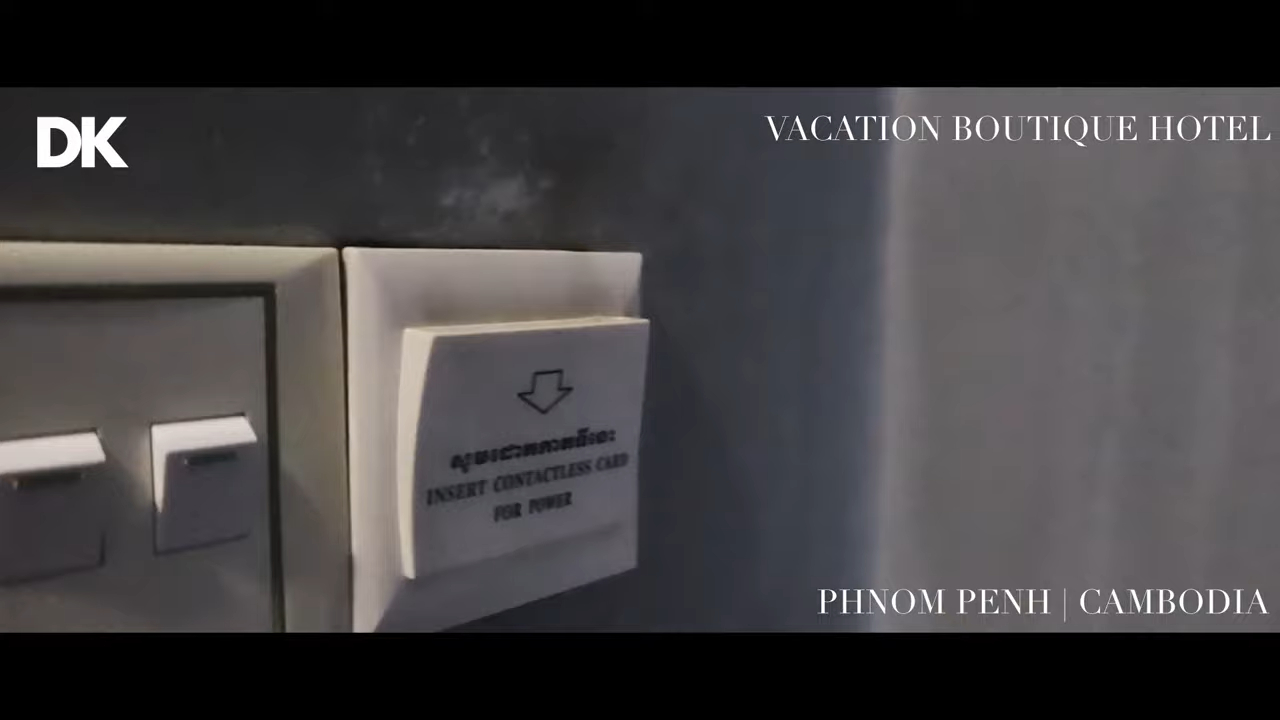 DK
VACATION BOUTIQUE HOTEL
INSERT CONTACTLESS CARD
FOR POWER
PHNOM PENH | CAMBODIA